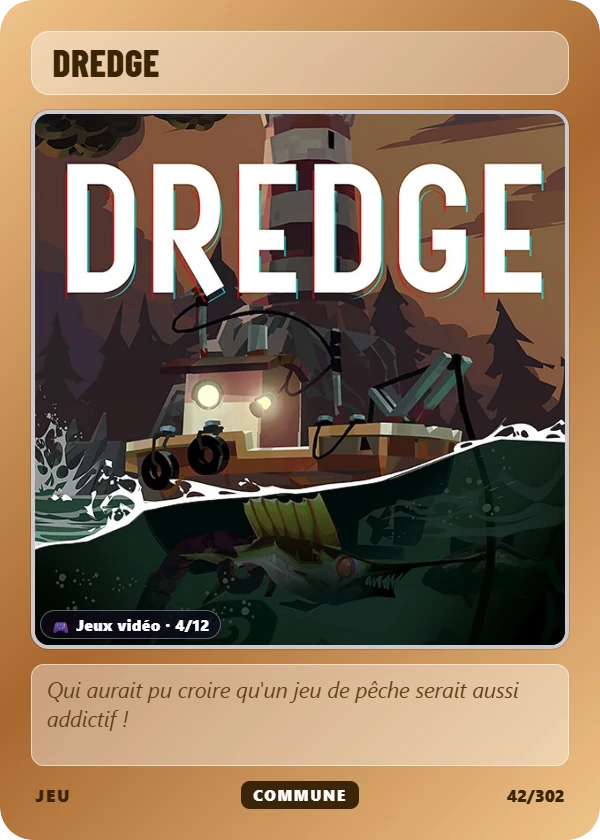 DREDGE
DREDGE
Jeux vidéo · 4/12
Qui aurait pu croire qu'un jeu de pêche serait aussi
addictif !
JEU
COMMUNE
42/302